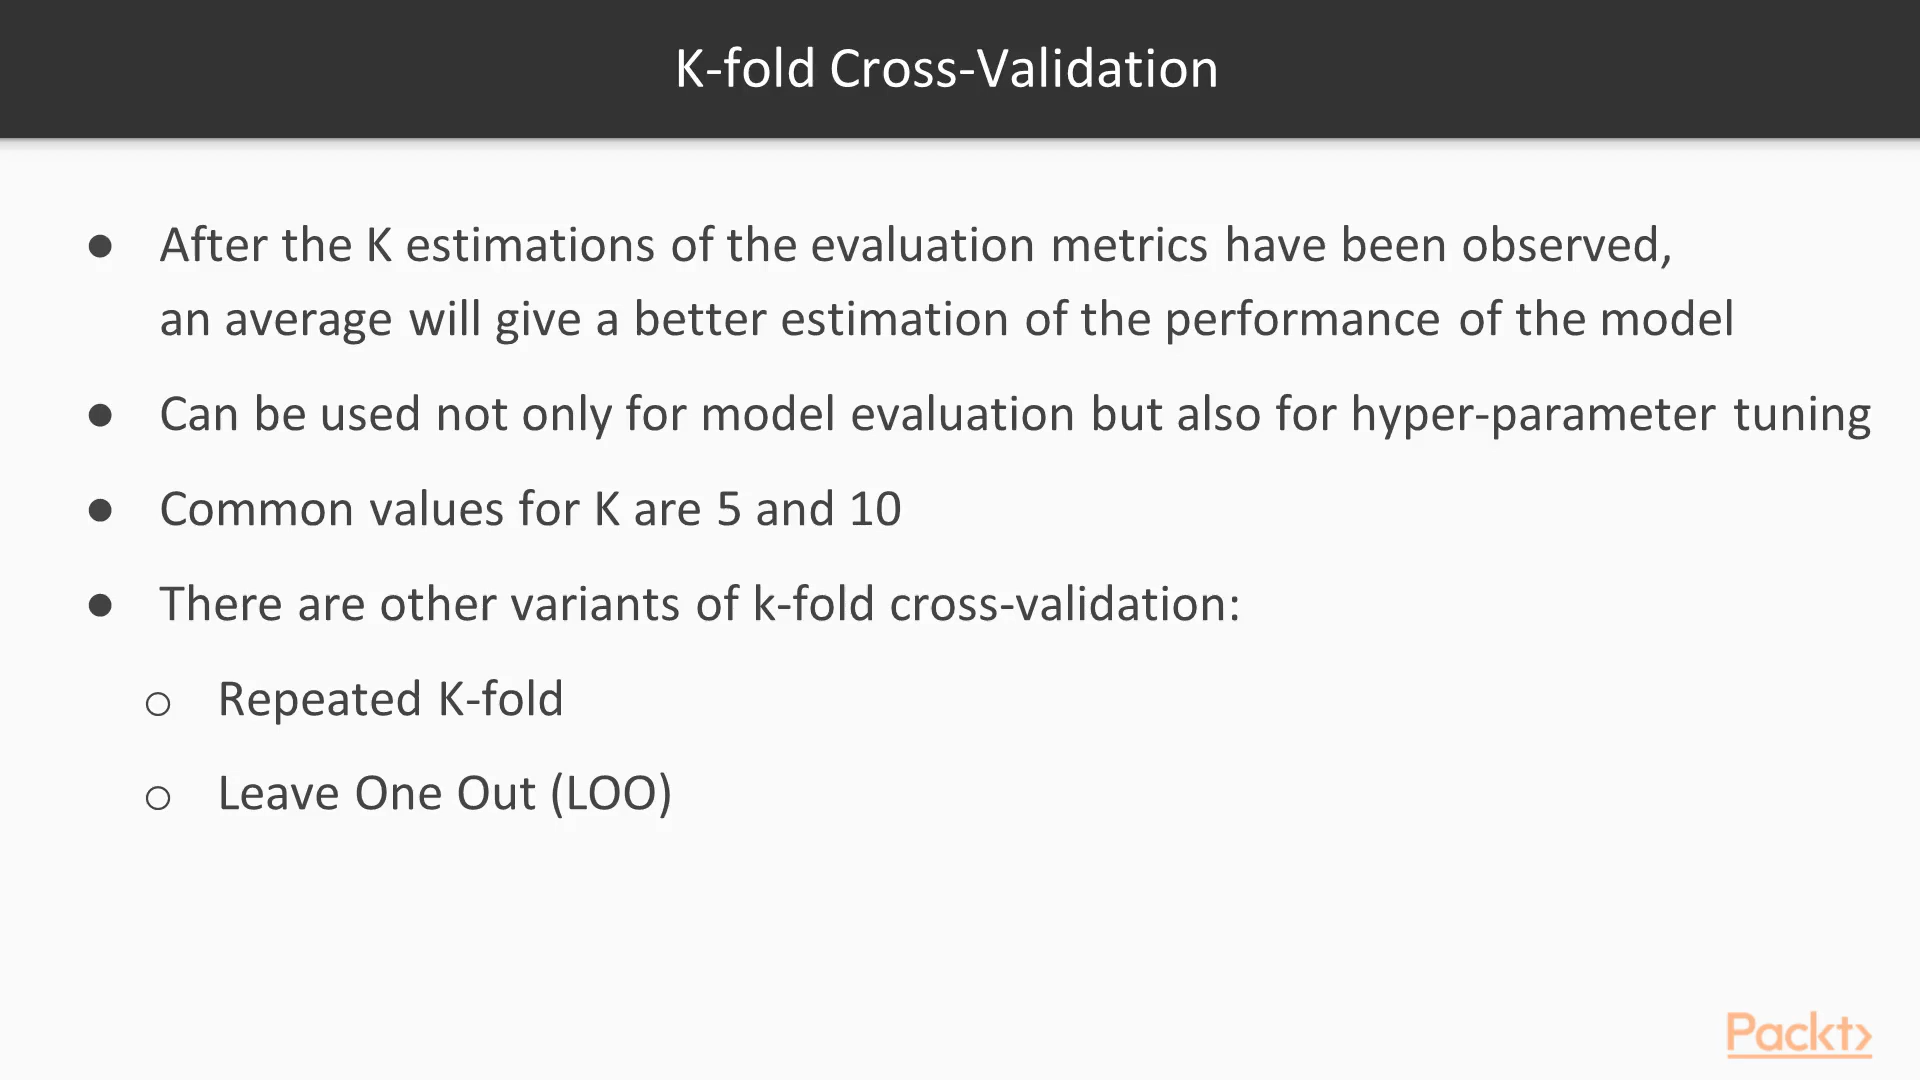 K-fold Cross-Validation
● After the K estimations of the evaluation metrics have been observed,
an average will give a better estimation of the performance of the model
● Can be used not only for model evaluation but also for hyper-parameter tuning
● Common values for K are 5 and 10
● There are other variants of k-fold cross-validation:
○ Repeated K-fold
○ Leave One Out (LOO)
Packt>